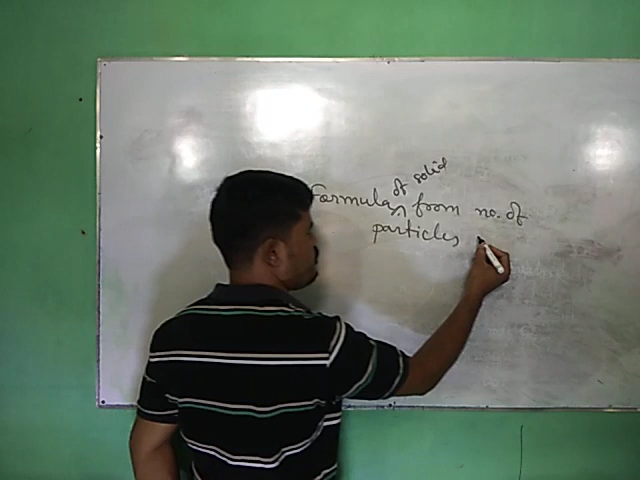 Formula of solid from no. of
particles